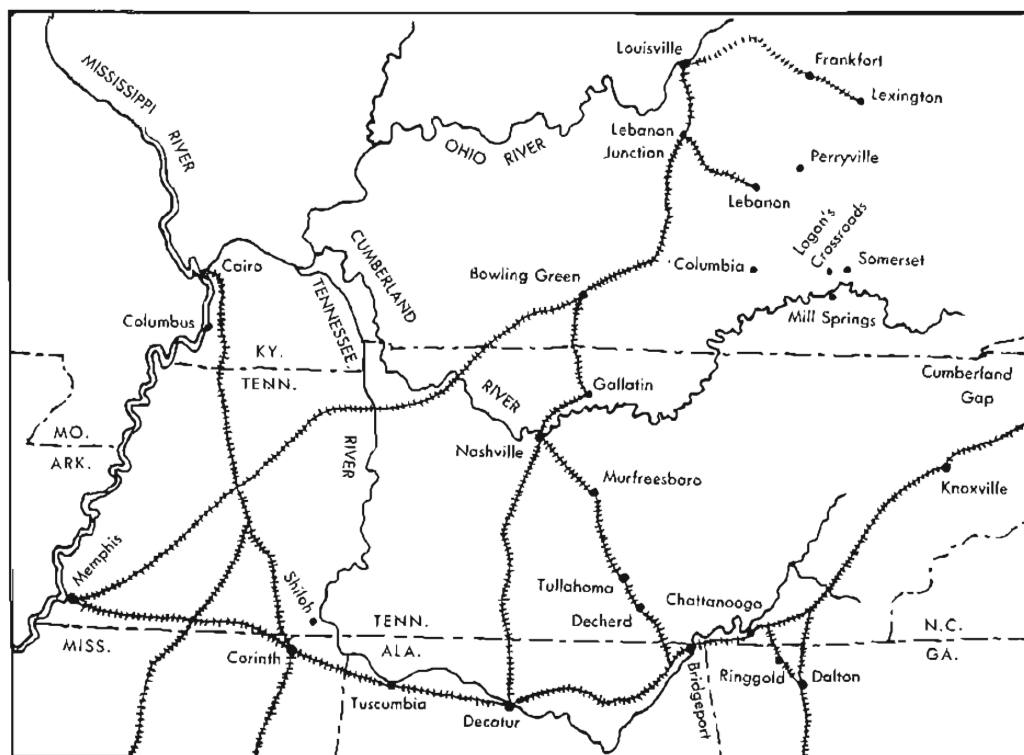 Louisville
Frankfort
Lexington
MISSISSIPPI
RIVER
OHIO RIVER
Lebanon
Junction
Perryville
Lebanon
Logan's
Crossroads
Cairo
CUMBERLAND
TENNESSEE
Bowling Green
Columbia
Somerset
Columbus
Mill Springs
KY.
TENN.
Cumberland
Gap
RIVER
Gallatin
MO.
ARK.
RIVER
Nashville
Murfreesboro
Knoxville
Memphis
Shiloh
Tullahoma
Chattanooga
Decherd
MISS.
TENN.
ALA.
N.C.
GA.
Corinth
Bridgeport
Ringgold
Dalton
Tuscumbia
Decatur